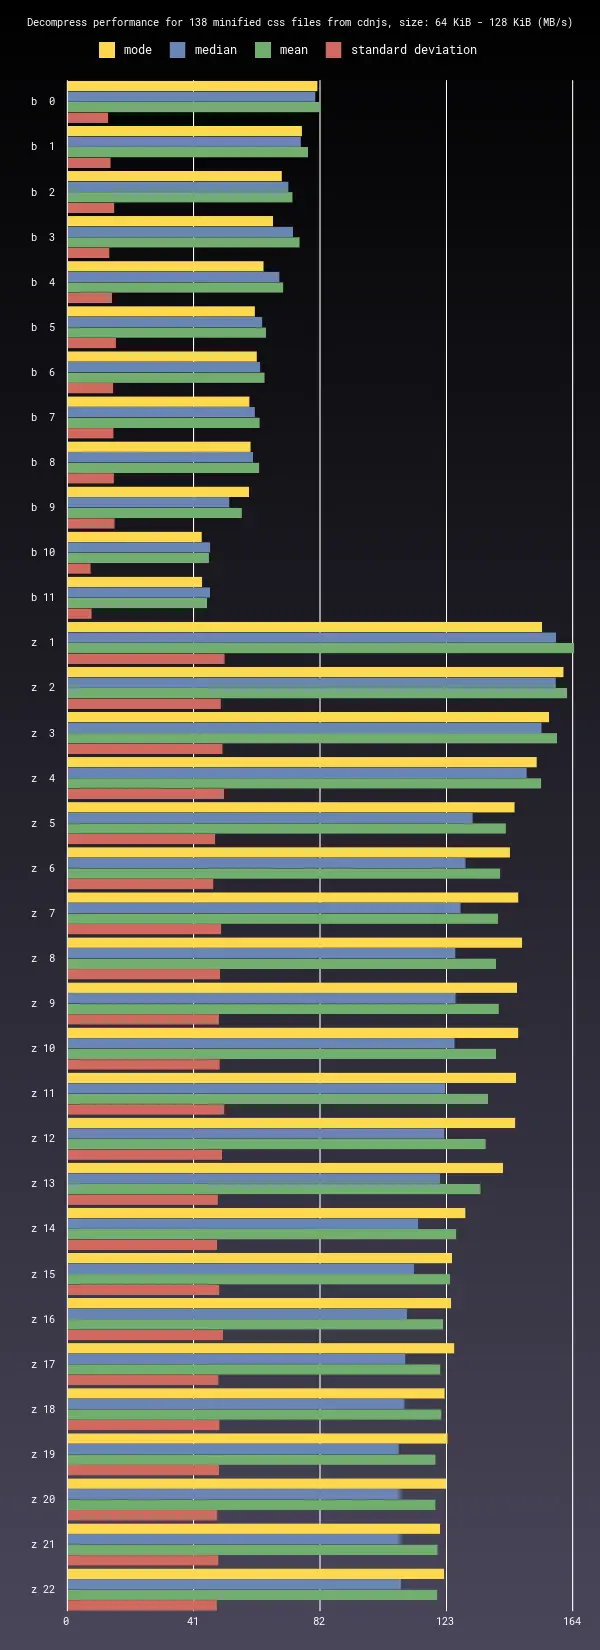 Decompress performance for 138 minified css files from cdnjs, size: 64 KiB - 128 KiB (MB/s)
mode median mean standard deviation
b 0
b 1
b 2
b 3
b 4
b 5
b 6
b 7
b 8
b 9
b 10
b 11
z 1
z 2
z 3
z 4
z 5
z 6
z 7
z 8
z 9
z 10
z 11
z 12
z 13
z 14
z 15
z 16
z 17
z 18
z 19
z 20
z 21
z 22
0 41 82 123 164